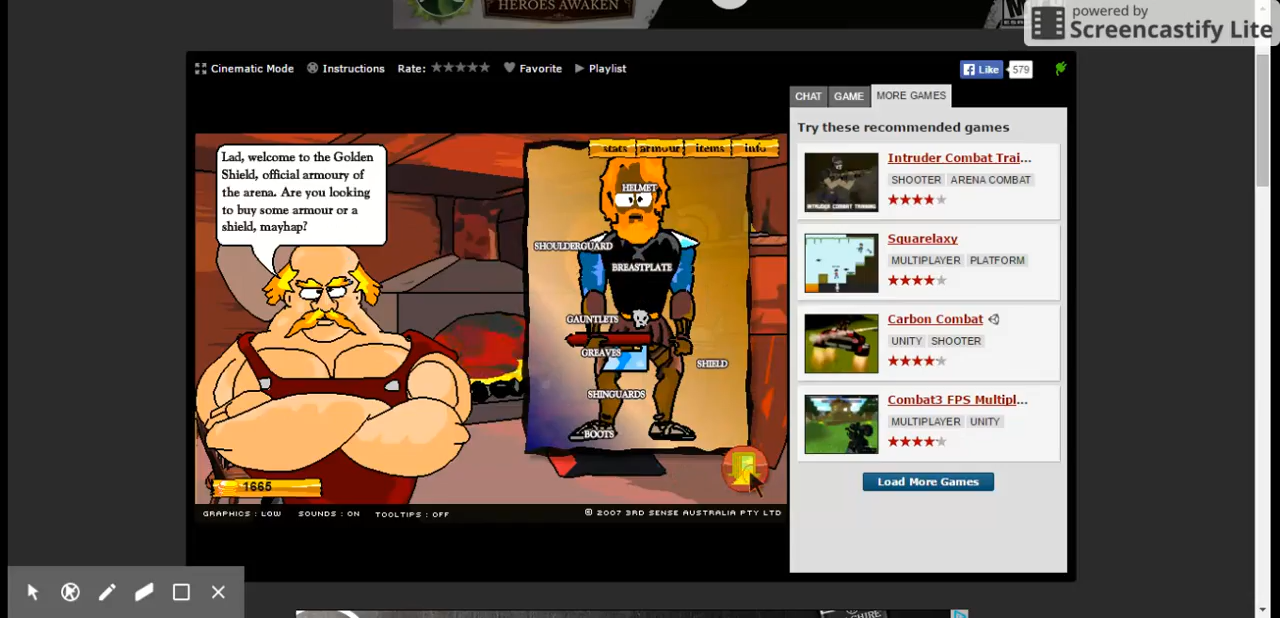 HEROES AWAKEN
powered by
Screencastify Lite
Cinematic Mode
Instructions
Rate:
Favorite
Playlist
Like
579
CHAT
GAME
MORE GAMES
Try these recommended games
Intruder Combat Trai...
SHOOTER
ARENA COMBAT
Squarelaxy
MULTIPLAYER
PLATFORM
Carbon Combat
UNITY
SHOOTER
Combat3 FPS Multipl...
MULTIPLAYER
UNITY
Load More Games
Lad, welcome to the Golden
Shield, official armoury of
the arena. Are you looking
to buy some armour or a
shield, mayhap?
stats
armour
items
info
HELMET
SHOULDERGUARD
BREASTPLATE
GAUNTLETS
GREAVES
SHIELD
SHINGUARDS
BOOTS
1665
GRAPHICS : LOW
SOUNDS : ON
TOOLTIPS : OFF
© 2007 3RD SENSE AUSTRALIA PTY LTD